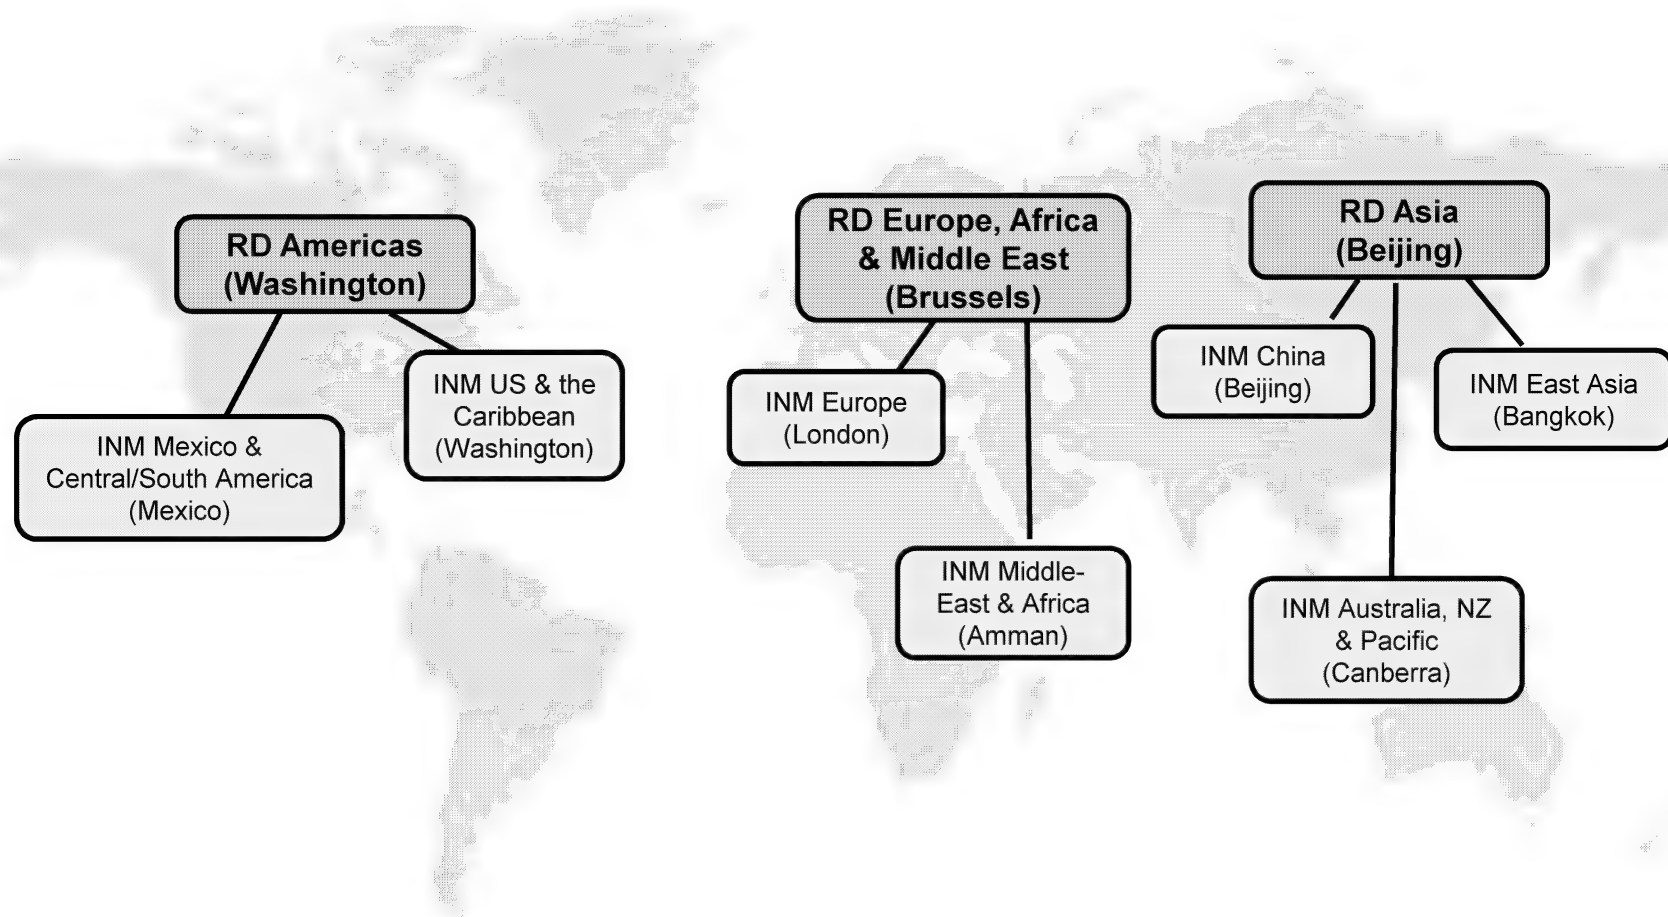 RD Americas
(Washington)
RD Europe, Africa
& Middle East
(Brussels)
RD Asia
(Beijing)
INM Mexico &
Central/South America
(Mexico)
INM US & the
Caribbean
(Washington)
INM Europe
(London)
INM Middle-
East & Africa
(Amman)
INM China
(Beijing)
INM East Asia
(Bangkok)
INM Australia, NZ
& Pacific
(Canberra)